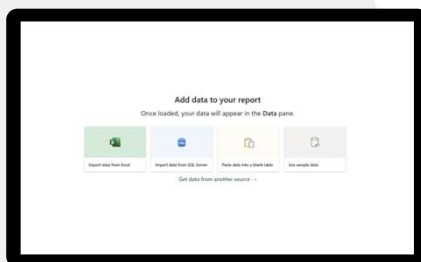 Add data to your report
Once loaded, your data will appear in the Data pane.
Import data from Excel
Import data from SQL Server
Paste data into a blank table
Use sample data
Get data from another source →